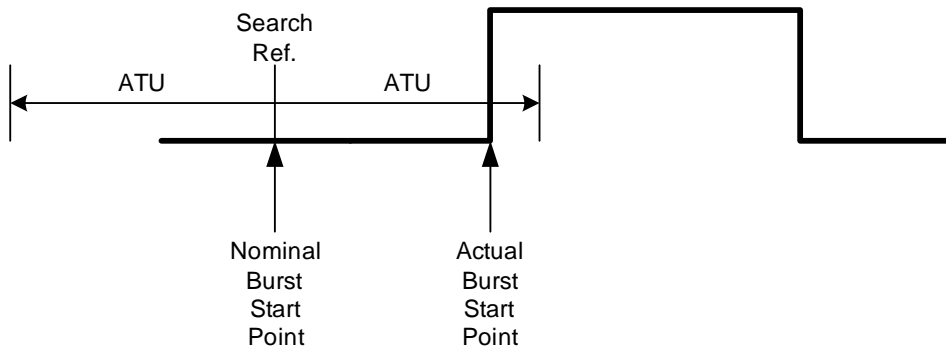 Search
Ref.
ATU
ATU
Nominal
Burst
Start
Point
Actual
Burst
Start
Point